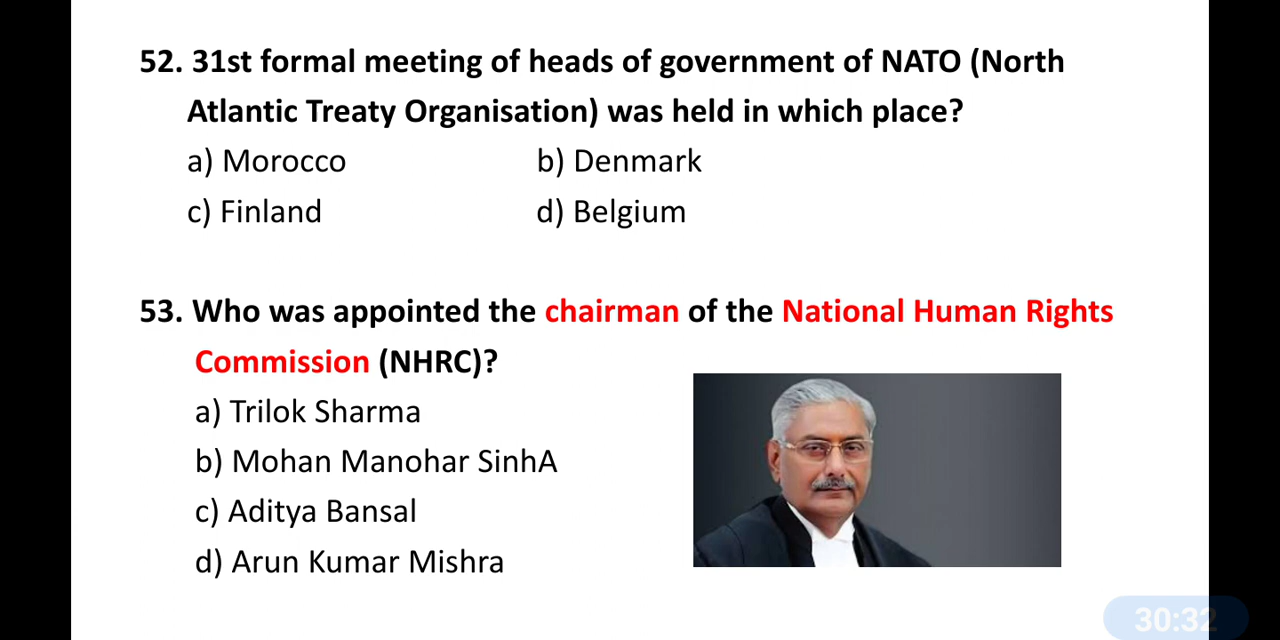 52. 31st formal meeting of heads of government of NATO (North
Atlantic Treaty Organisation) was held in which place?
a) Morocco b) Denmark
c) Finland d) Belgium
53. Who was appointed the chairman of the National Human Rights
Commission (NHRC)?
a) Trilok Sharma
b) Mohan Manohar SinhA
c) Aditya Bansal
d) Arun Kumar Mishra
30:32